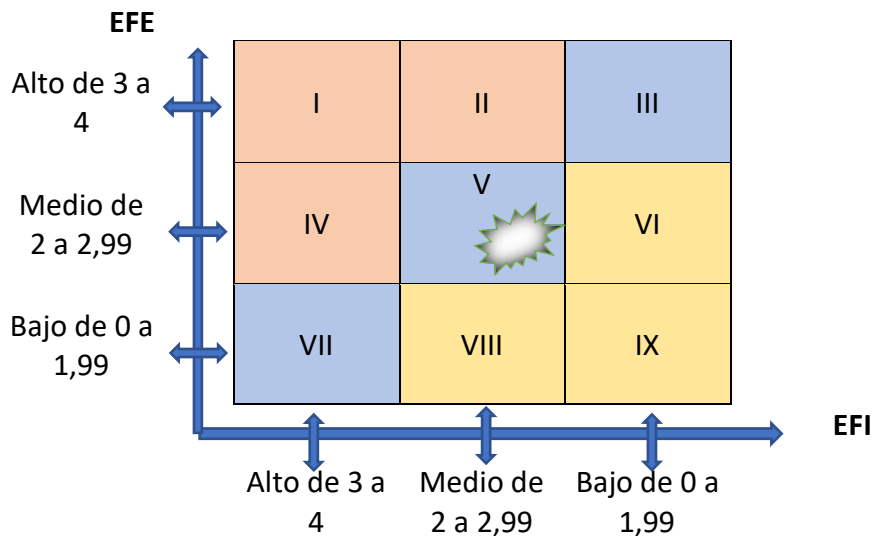 EFE
Alto de 3 a
4
I
II
III
Medio de
2 a 2,99
IV
V
VI
Bajo de 0 a
1,99
VII
VIII
IX
EFI
Alto de 3 a
4
Medio de
2 a 2,99
Bajo de 0 a
1,99